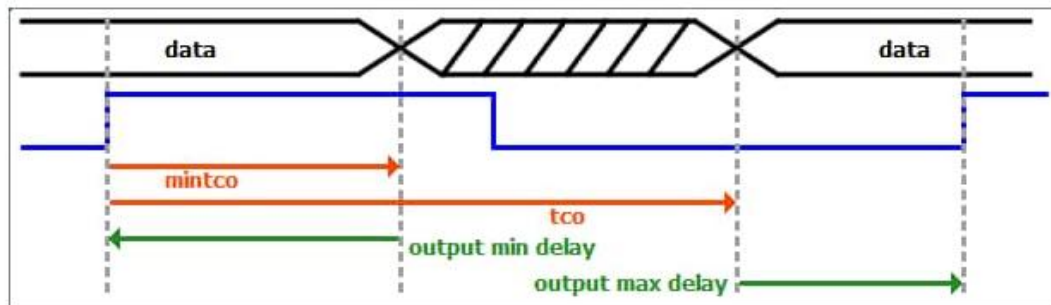 data
data
mintco
tco
output min delay
output max delay